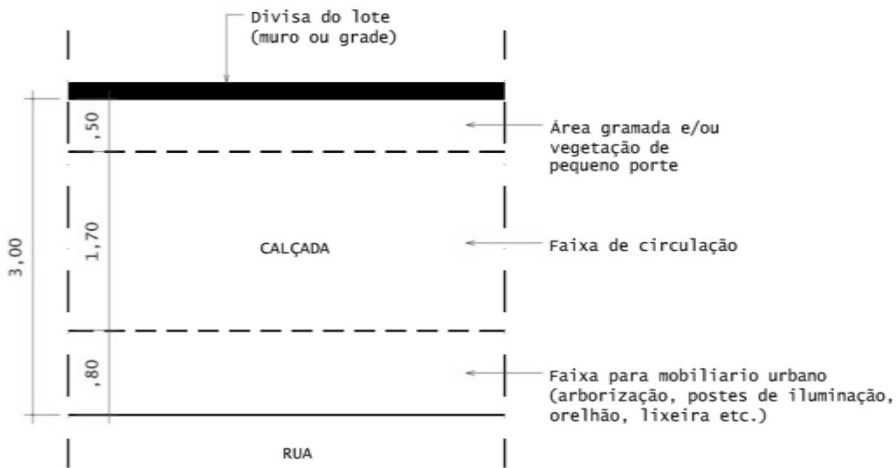 Divisa do lote
(muro ou grade)
,50
Área gramada e/ou
vegetação de
pequeno porte
3,00
1,70
CALÇADA
Faixa de circulação
,80
Faixa para mobiliario urbano
(arborização, postes de iluminação,
orelhão, lixeira etc.)
RUA